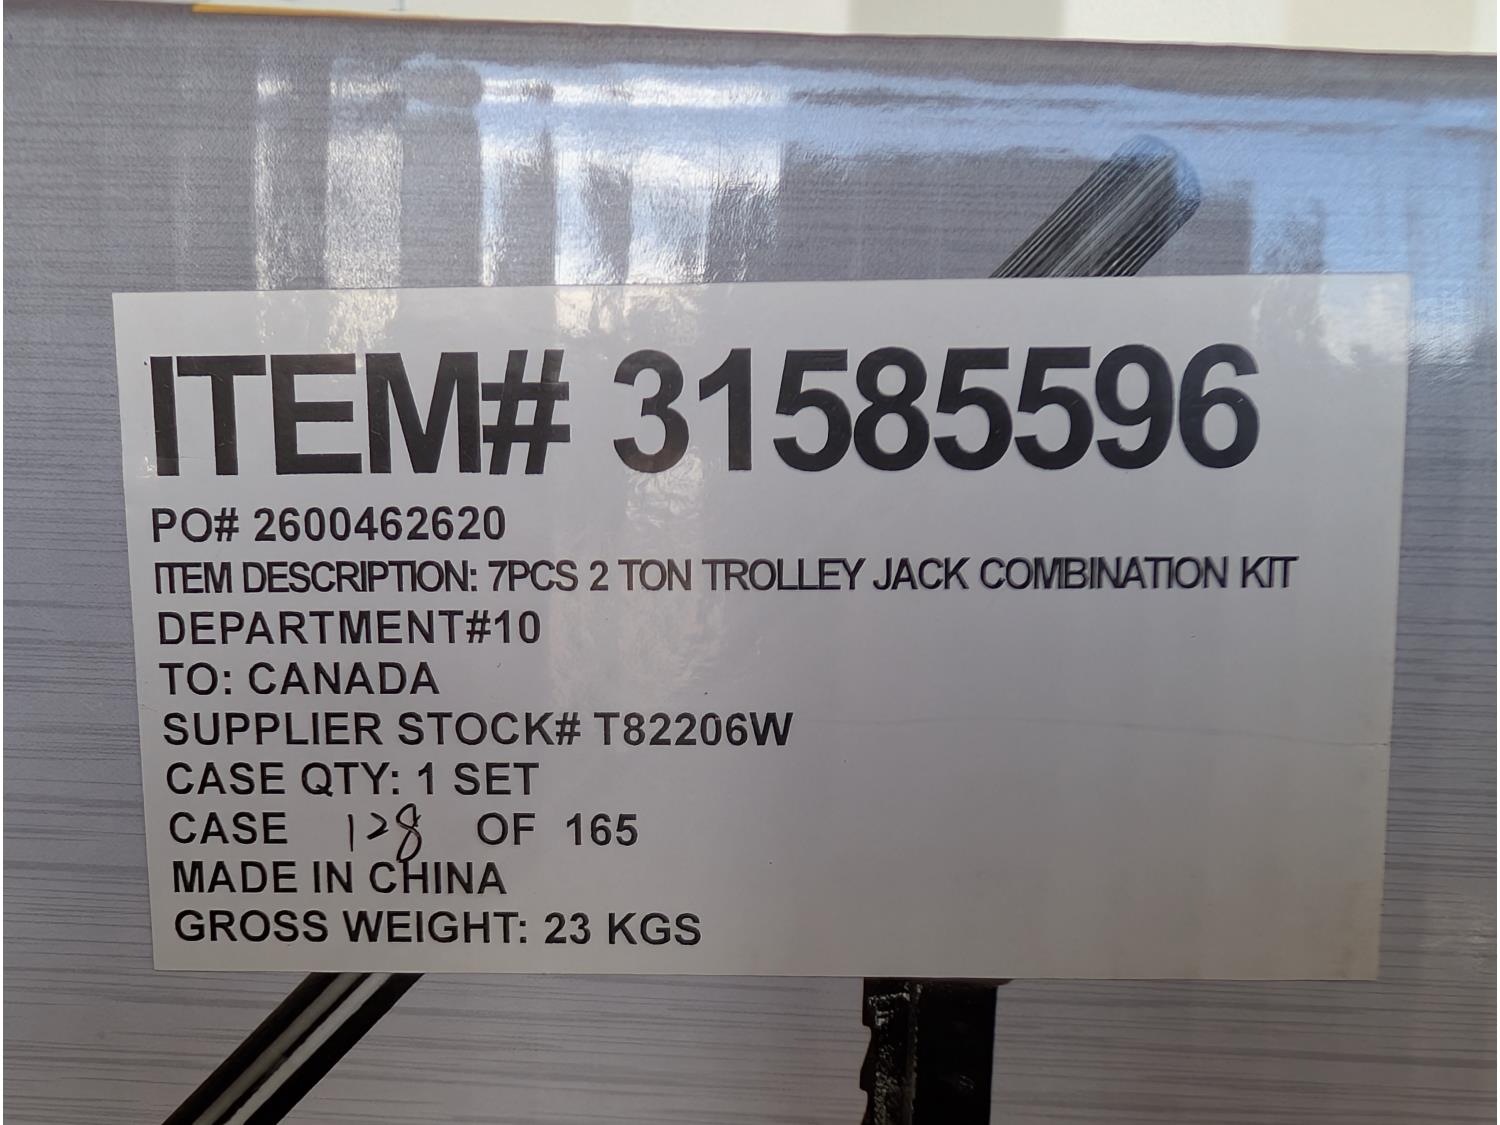 ITEM# 31585596
PO# 2600462620
ITEM DESCRIPTION: 7PCS 2 TON TROLLEY JACK COMBINATION KIT
DEPARTMENT#10
TO: CANADA
SUPPLIER STOCK# T82206W
CASE QTY: 1 SET
CASE 128 OF 165
MADE IN CHINA
GROSS WEIGHT: 23 KGS